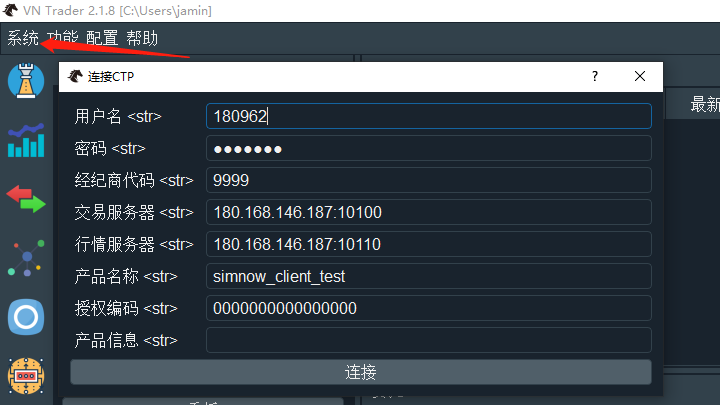 VN Trader 2.1.8 [C:\Users\jamin]
系统 功能 配置 帮助
连接CTP
用户名 <str> 180962
密码 <str> ●●●●●●●
经纪商代码 <str> 9999
交易服务器 <str> 180.168.146.187:10100
行情服务器 <str> 180.168.146.187:10110
产品名称 <str> simnow_client_test
授权编码 <str> 0000000000000000
产品信息 <str>
连接
最新